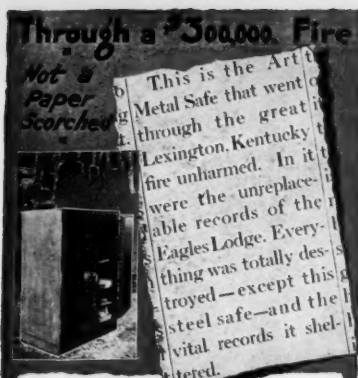 Through a $300,000. Fire
Not a
Paper
Scorched
This is the Art
Metal Safe that went
through the great
Lexington, Kentucky
fire unharmed. In it
were the unreplace-
able records of the
Eagles Lodge. Every-
thing was totally des-
troyed—except this
steel safe—and the
vital records it shel-
tered.